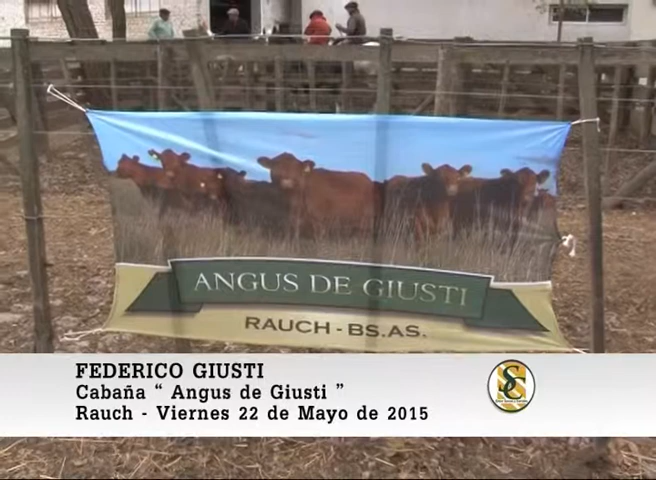 ANGUS DE GIUSTI
RAUCH - BS.AS.
FEDERICO GIUSTI
Cabaña “ Angus de Giusti ”
Rauch - Viernes 22 de Mayo de 2015
SC